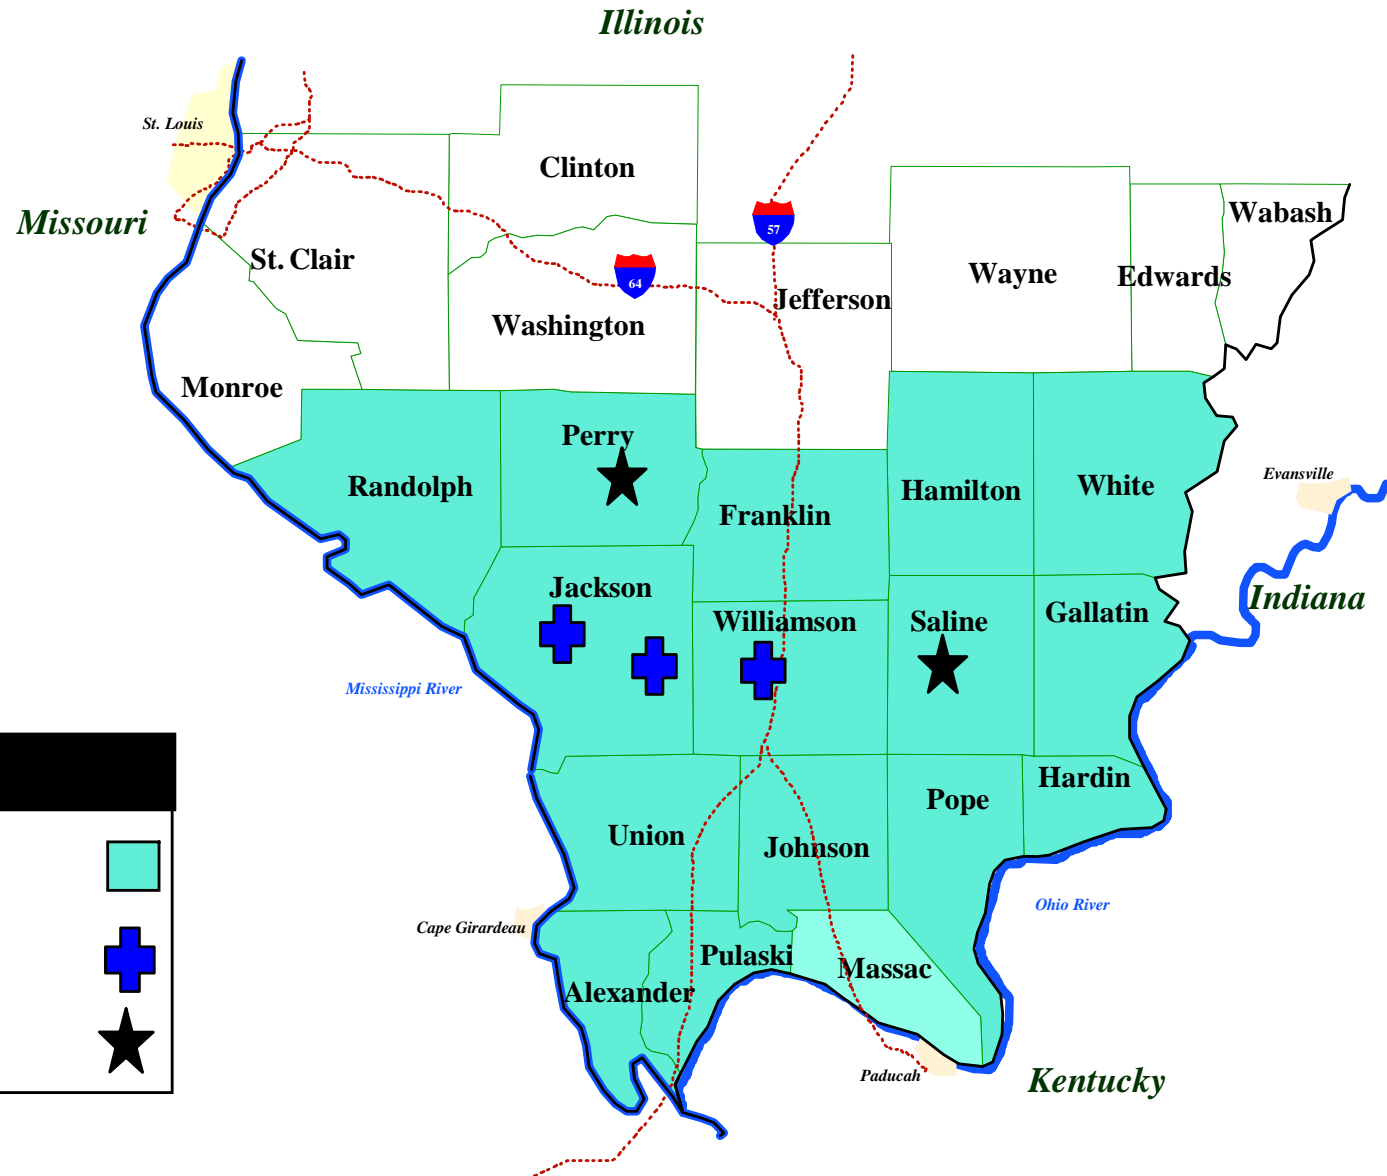 Illinois
St. Louis
Clinton
Wabash
Missouri
57
St. Clair
Wayne
Edwards
64
Jefferson
Washington
Monroe
Perry
Randolph
Hamilton
White
Evansville
Franklin
Jackson
Indiana
Williamson
Saline
Gallatin
Mississippi River
Hardin
Pope
Union
Johnson
Ohio River
Cape Girardeau
Pulaski
Massac
Alexander
Paducah
Kentucky